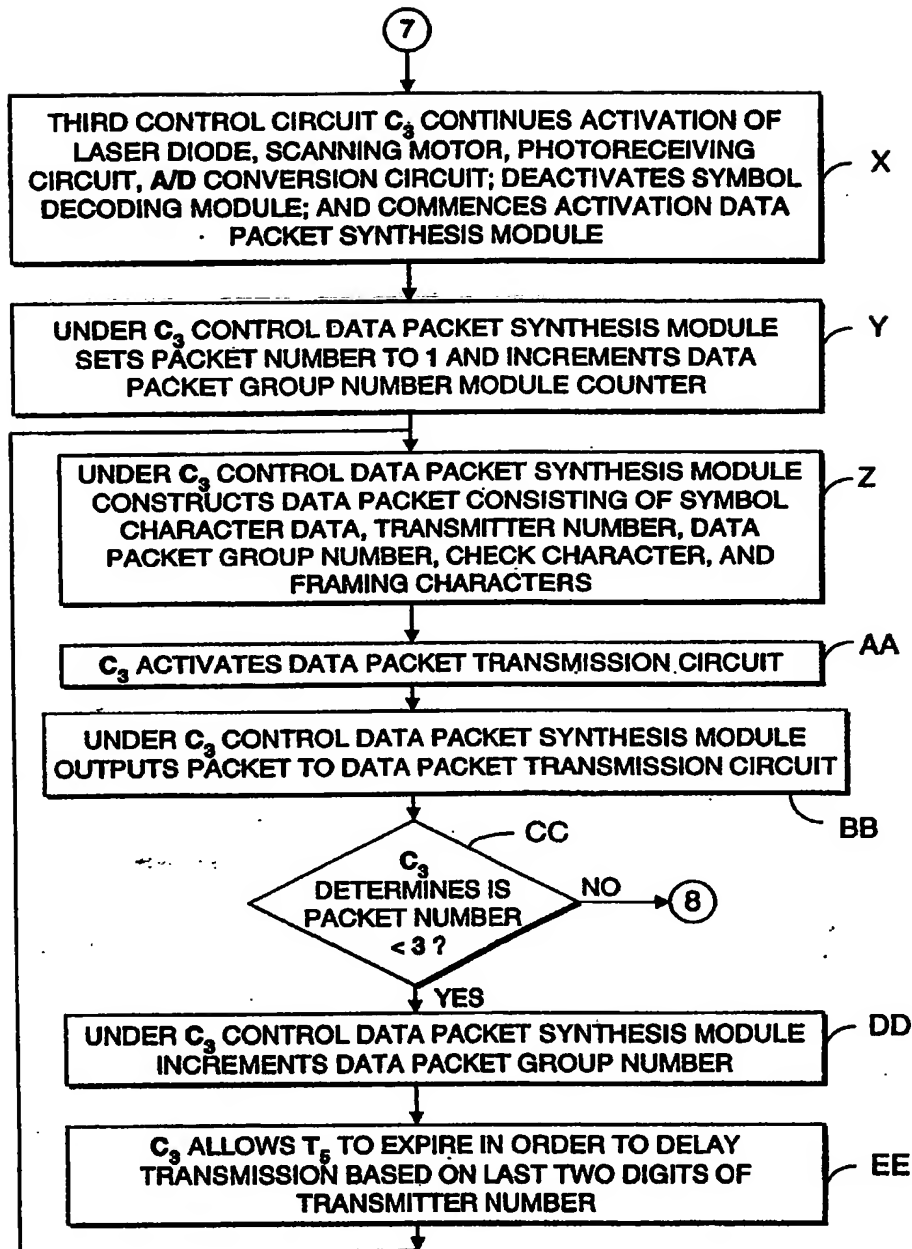 7
THIRD CONTROL CIRCUIT C₃ CONTINUES ACTIVATION OF
LASER DIODE, SCANNING MOTOR, PHOTORECEIVING
CIRCUIT, A/D CONVERSION CIRCUIT; DEACTIVATES SYMBOL
DECODING MODULE; AND COMMENCES ACTIVATION DATA
PACKET SYNTHESIS MODULE
X
UNDER C₃ CONTROL DATA PACKET SYNTHESIS MODULE
SETS PACKET NUMBER TO 1 AND INCREMENTS DATA
PACKET GROUP NUMBER MODULE COUNTER
Y
UNDER C₃ CONTROL DATA PACKET SYNTHESIS MODULE
CONSTRUCTS DATA PACKET CONSISTING OF SYMBOL
CHARACTER DATA, TRANSMITTER NUMBER, DATA
PACKET GROUP NUMBER, CHECK CHARACTER, AND
FRAMING CHARACTERS
Z
C₃ ACTIVATES DATA PACKET TRANSMISSION CIRCUIT
AA
UNDER C₃ CONTROL DATA PACKET SYNTHESIS MODULE
OUTPUTS PACKET TO DATA PACKET TRANSMISSION CIRCUIT
BB
CC
C₃
DETERMINES IS
PACKET NUMBER
< 3 ?
NO
8
YES
UNDER C₃ CONTROL DATA PACKET SYNTHESIS MODULE
INCREMENTS DATA PACKET GROUP NUMBER
DD
C₃ ALLOWS T₅ TO EXPIRE IN ORDER TO DELAY
TRANSMISSION BASED ON LAST TWO DIGITS OF
TRANSMITTER NUMBER
EE